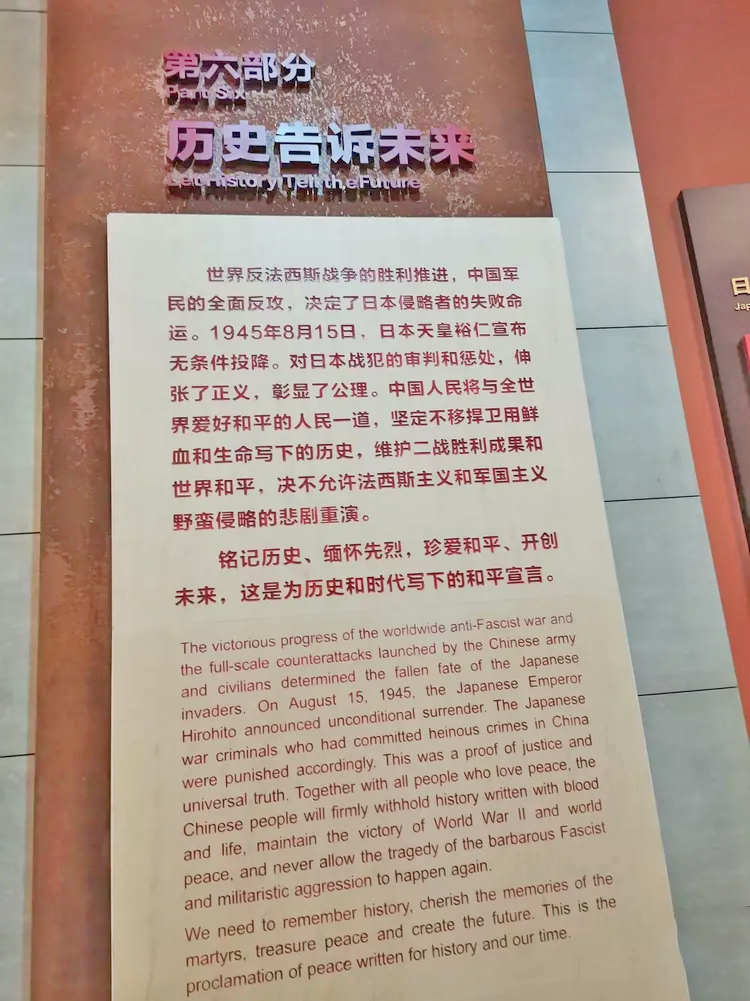 第六部分
Part Six
历史告诉未来
Let History Tell the Future
世界反法西斯战争的胜利推进，中国军
民的全面反攻，决定了日本侵略者的失败命
运。1945年8月15日，日本天皇裕仁宣布
无条件投降。对日本战犯的审判和惩处，伸
张了正义，彰显了公理。中国人民将与全世
界爱好和平的人民一道，坚定不移捍卫用鲜
血和生命写下的历史，维护二战胜利成果和
世界和平，决不允许法西斯主义和军国主义
野蛮侵略的悲剧重演。
铭记历史、缅怀先烈，珍爱和平、开创
未来，这是为历史和时代写下的和平宣言。
The victorious progress of the worldwide anti-Fascist war and
the full-scale counterattacks launched by the Chinese army
and civilians determined the fallen fate of the Japanese
invaders. On August 15, 1945, the Japanese Emperor
Hirohito announced unconditional surrender. The Japanese
war criminals who had committed heinous crimes in China
were punished accordingly. This was a proof of justice and
universal truth. Together with all people who love peace, the
Chinese people will firmly withhold history written with blood
and life, maintain the victory of World War II and world
peace, and never allow the tragedy of the barbarous Fascist
and militaristic aggression to happen again.
We need to remember history, cherish the memories of the
martyrs, treasure peace and create the future. This is the
proclamation of peace written for history and our time.
日
Jap